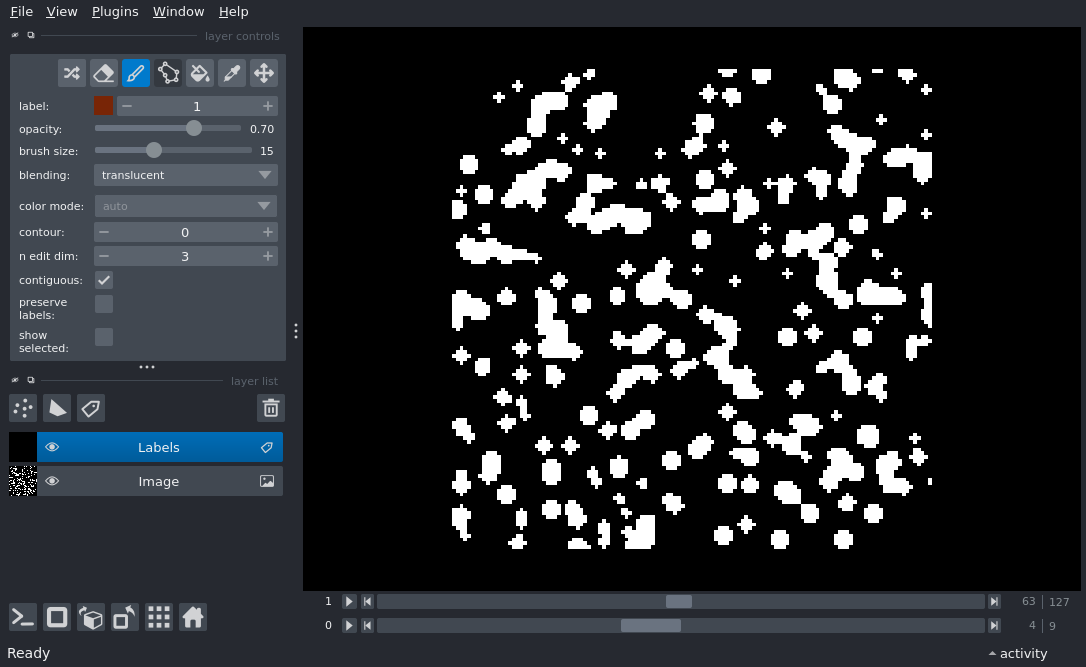 File View Plugins Window Help
layer controls
label: 1
opacity: 0.70
brush size: 15
blending: translucent
color mode: auto
contour: 0
n edit dim: 3
contiguous:
preserve
labels:
show
selected:
layer list
Labels
Image
1 63 127
0 4 9
Ready activity